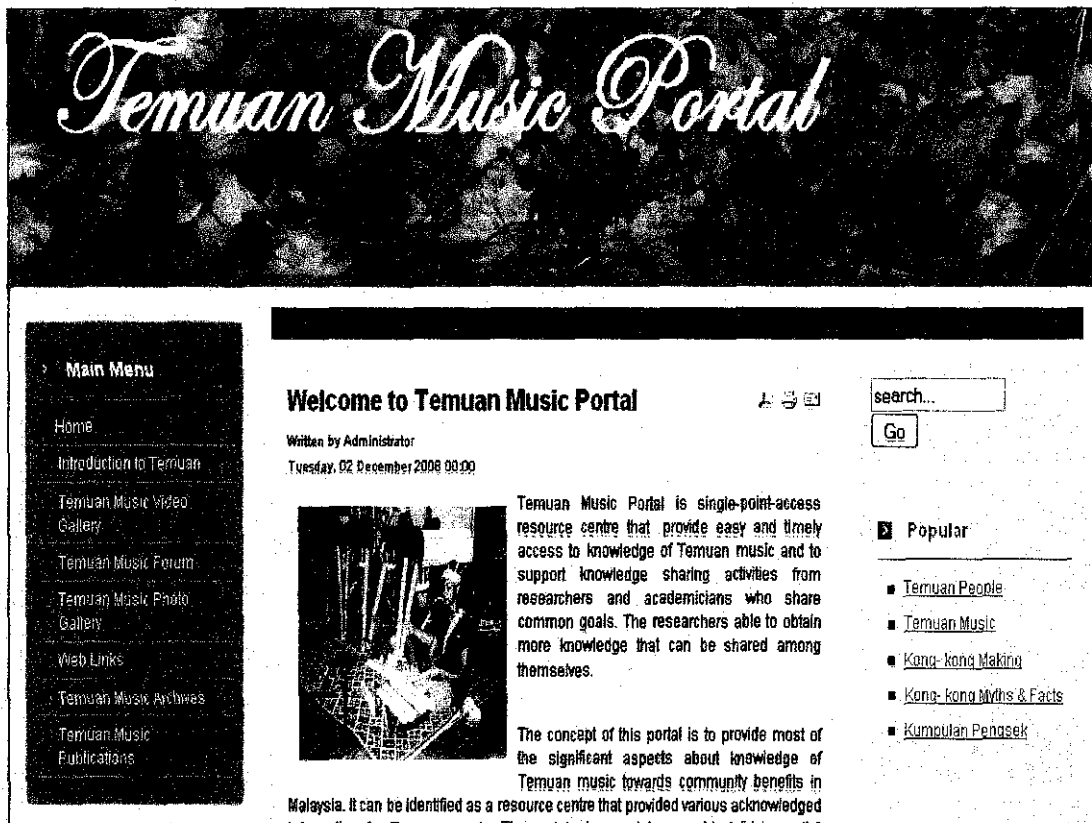 Temuan Music Portal
Main Menu
Home
Introduction to Temuan
Temuan Music Video
Gallery
Temuan Music Forum
Temuan Music Photo
Gallery
Web Links
Temuan Music Archives
Temuan Music
Publications
Welcome to Temuan Music Portal
Written by Administrator
Tuesday, 02 December 2008 00:00
Temuan Music Portal is single-point-access
resource centre that provide easy and timely
access to knowledge of Temuan music and to
support knowledge sharing activities from
researchers and academicians who share
common goals. The researchers able to obtain
more knowledge that can be shared among
themselves.
The concept of this portal is to provide most of
the significant aspects about knowledge of
Temuan music towards community benefits in
Malaysia. It can be identified as a resource centre that provided various acknowledged
search...
Go
Popular
Temuan People
Temuan Music
Kong- kong Making
Kong- kong Myths & Facts
Kumpulan Pengsek